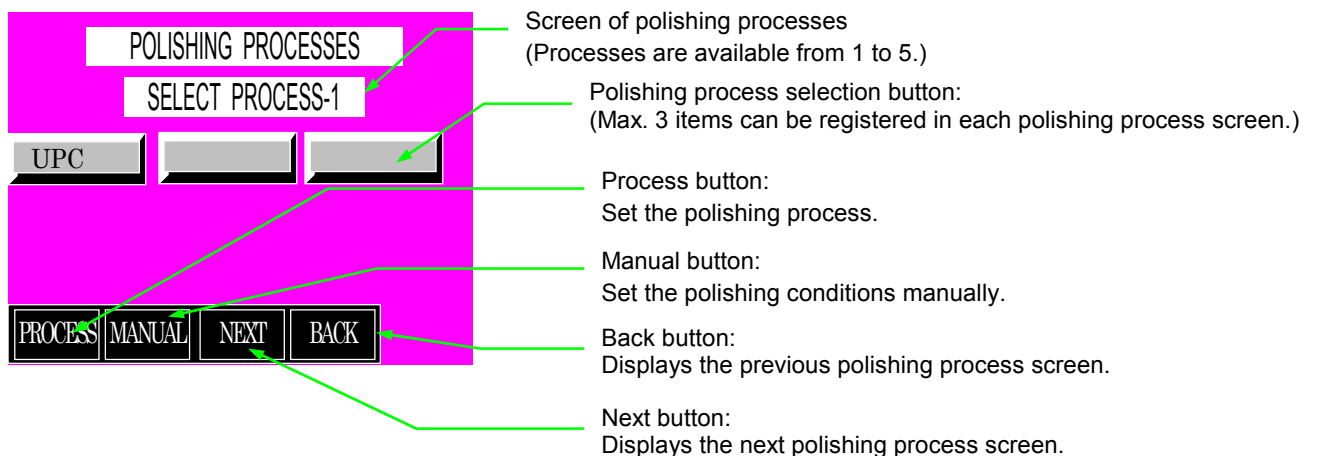 POLISHING PROCESSES
SELECT PROCESS-1
UPC
PROCESS MANUAL NEXT BACK
Screen of polishing processes
(Processes are available from 1 to 5.)
Polishing process selection button:
(Max. 3 items can be registered in each polishing process screen.)
Process button:
Set the polishing process.
Manual button:
Set the polishing conditions manually.
Back button:
Displays the previous polishing process screen.
Next button:
Displays the next polishing process screen.